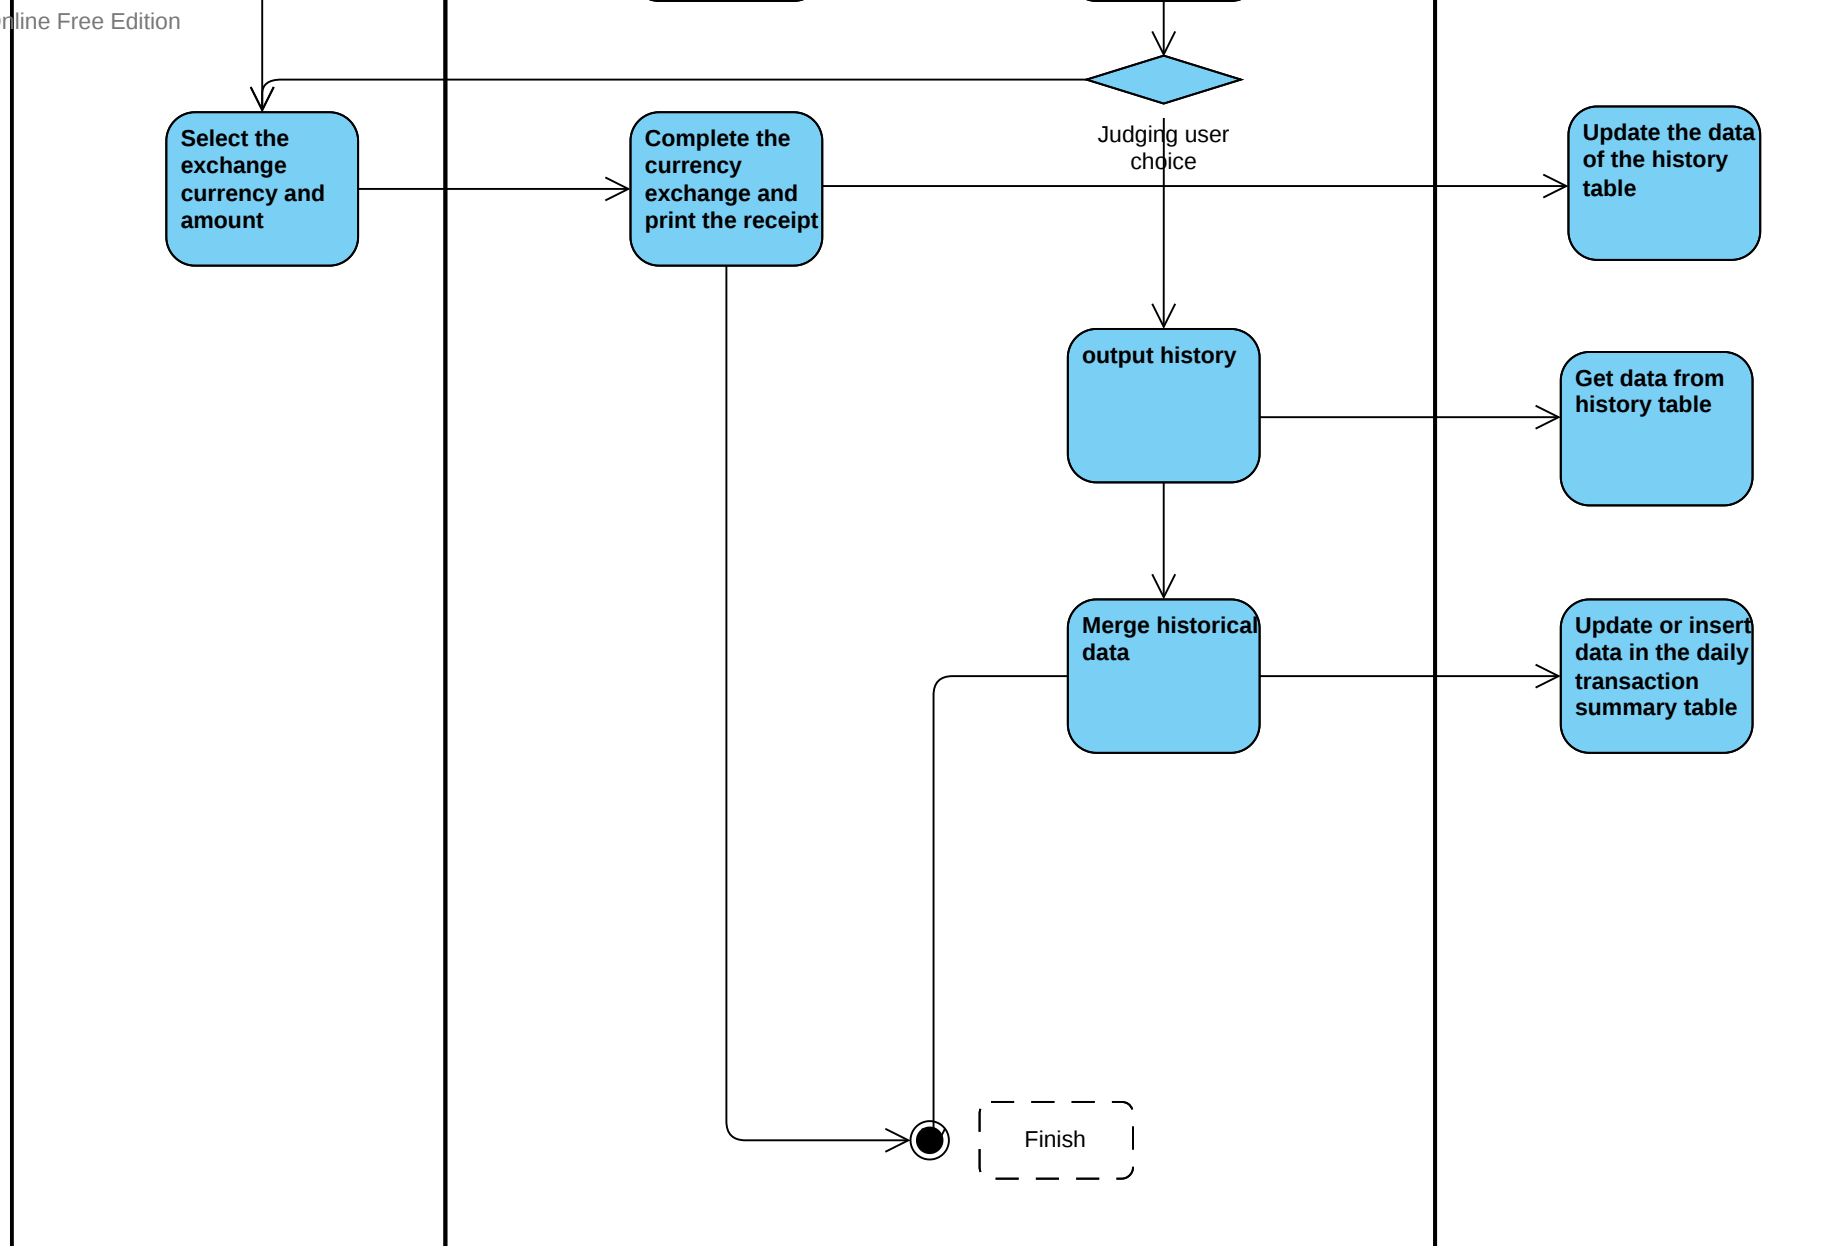 nline Free Edition
Select the
exchange
currency and
amount
Complete the
currency
exchange and
print the receipt
Judging user
choice
Update the data
of the history
table
output history
Get data from
history table
Merge historical
data
Update or insert
data in the daily
transaction
summary table
Finish